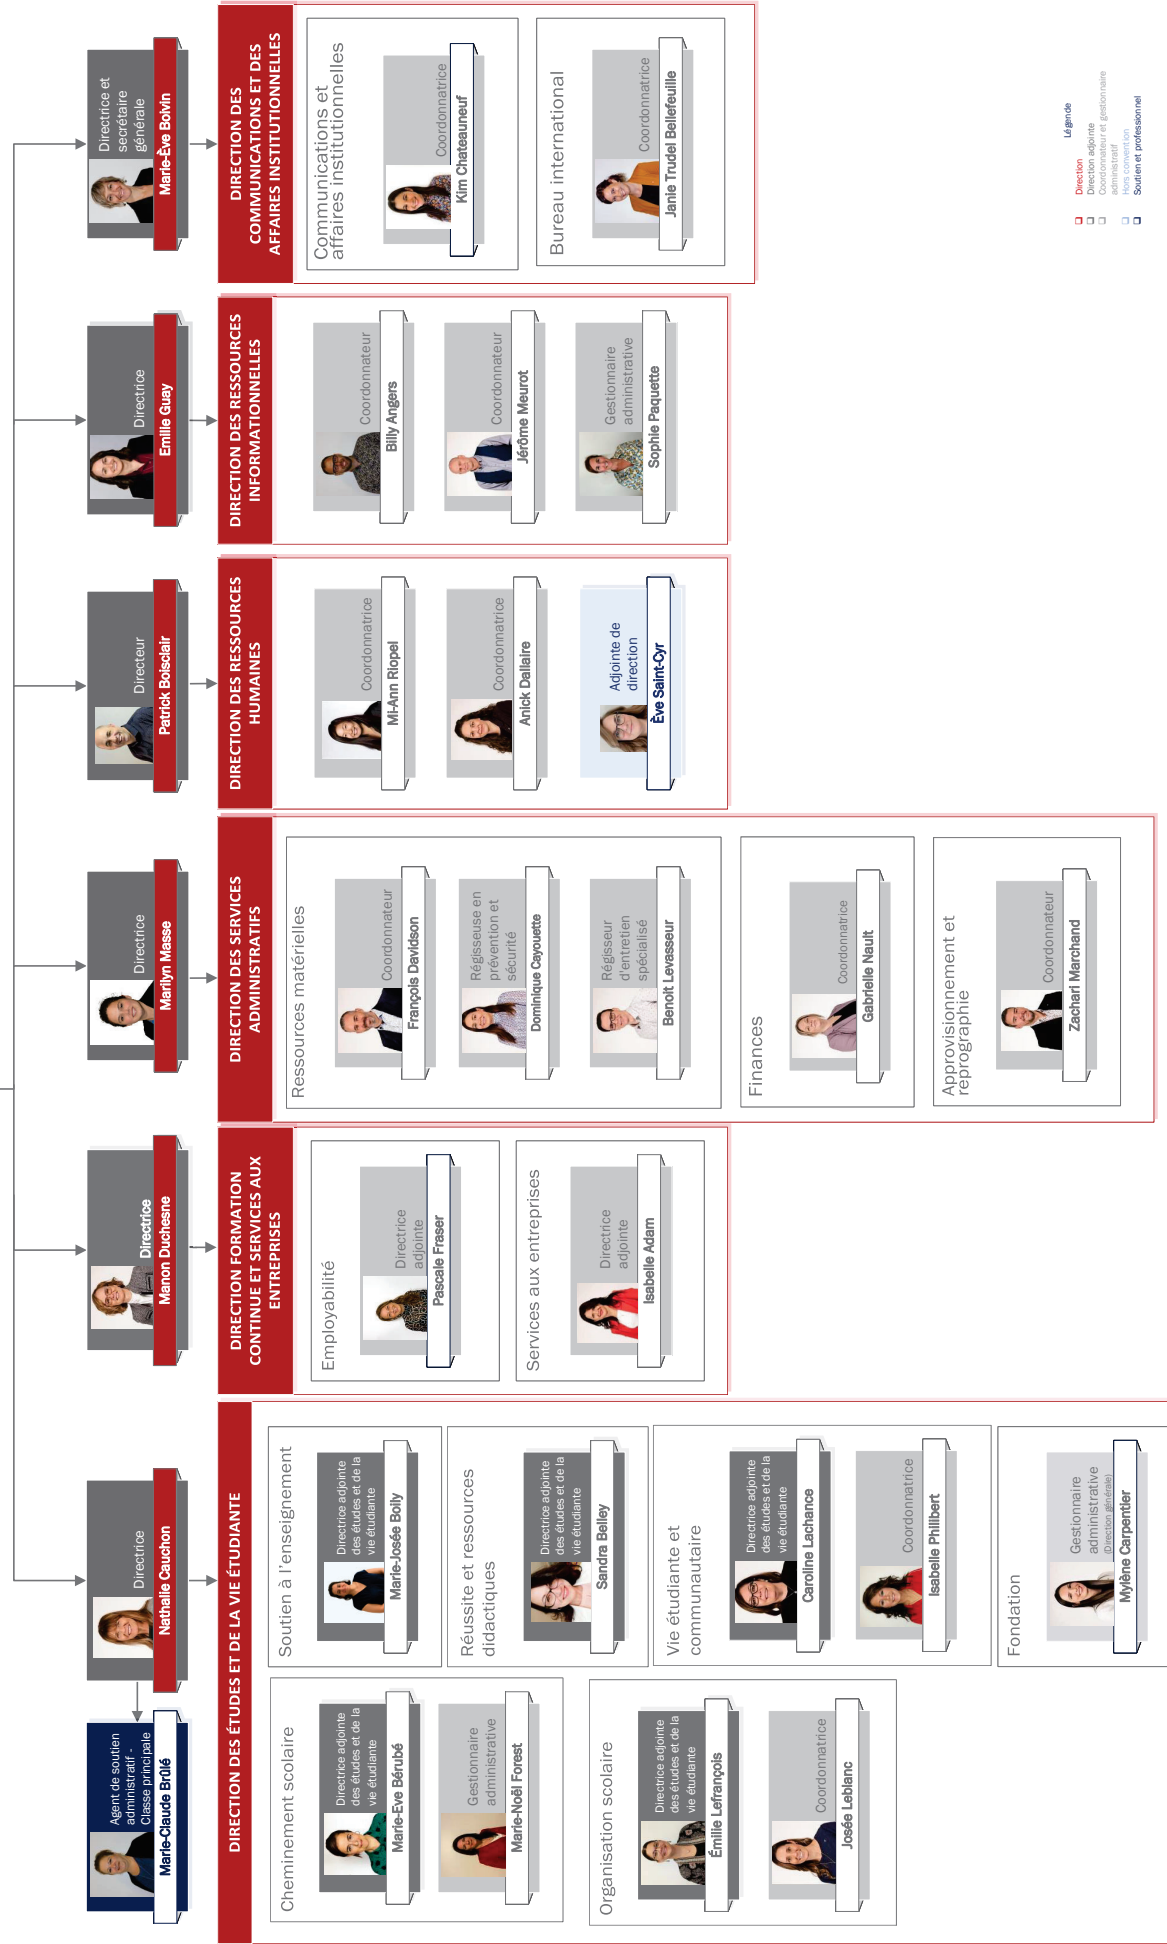 Agent de soutien
administratif -
Classe principale
Marie-Claude Brûlé
Directrice
Nathalie Cauchon
Directrice
Manon Duchesne
Directrice
Marilyn Masse
Directeur
Patrick Boisclair
Directrice
Emilie Guay
Directrice et
secrétaire
générale
Marie-Ève Boivin
DIRECTION DES ÉTUDES ET DE LA VIE ÉTUDIANTE
Cheminement scolaire
Directrice adjointe
des études et de la
vie étudiante
Marie-Eve Bérubé
Gestionnaire
administrative
Marie-Noël Forest
Organisation scolaire
Directrice adjointe
des études et de la
vie étudiante
Émilie Lefrançois
Coordonnatrice
Josée Leblanc
Soutien à l'enseignement
Directrice adjointe
des études et de la
vie étudiante
Marie-Josée Boily
Réussite et ressources
didactiques
Directrice adjointe
des études et de la
vie étudiante
Sandra Belley
Vie étudiante et
communautaire
Directrice adjointe
des études et de la
vie étudiante
Caroline Lachance
Coordonnatrice
Isabelle Philibert
Fondation
Gestionnaire
administrative
(Direction générale)
Mylène Carpentier
DIRECTION FORMATION
CONTINUE ET SERVICES AUX
ENTREPRISES
Employabilité
Directrice
adjointe
Pascale Fraser
Services aux entreprises
Directrice
adjointe
Isabelle Adam
DIRECTION DES SERVICES
ADMINISTRATIFS
Ressources matérielles
Coordonnateur
François Davidson
Régisseuse en
prévention et
sécurité
Dominique Cayouette
Régisseur
d'entretien
spécialisé
Benoit Levasseur
Finances
Coordonnatrice
Gabrielle Nault
Approvisionnement et
reprographie
Coordonnateur
Zachari Marchand
DIRECTION DES RESSOURCES
HUMAINES
Coordonnatrice
Mi-Ann Riopel
Coordonnatrice
Anick Dallaire
Adjointe de
direction
Ève Saint-Cyr
DIRECTION DES RESSOURCES
INFORMATIONNELLES
Coordonnateur
Billy Angers
Coordonnateur
Jérôme Meurot
Gestionnaire
administrative
Sophie Paquette
DIRECTION DES
COMMUNICATIONS ET DES
AFFAIRES INSTITUTIONNELLES
Communications et
affaires institutionnelles
Coordonnatrice
Kim Chateauneuf
Bureau international
Coordonnatrice
Janie Trudel Bellefeuille
Légende
Direction
Direction adjointe
Coordonnateur et gestionnaire
administratif
Hors convention
Soutien et professionnel